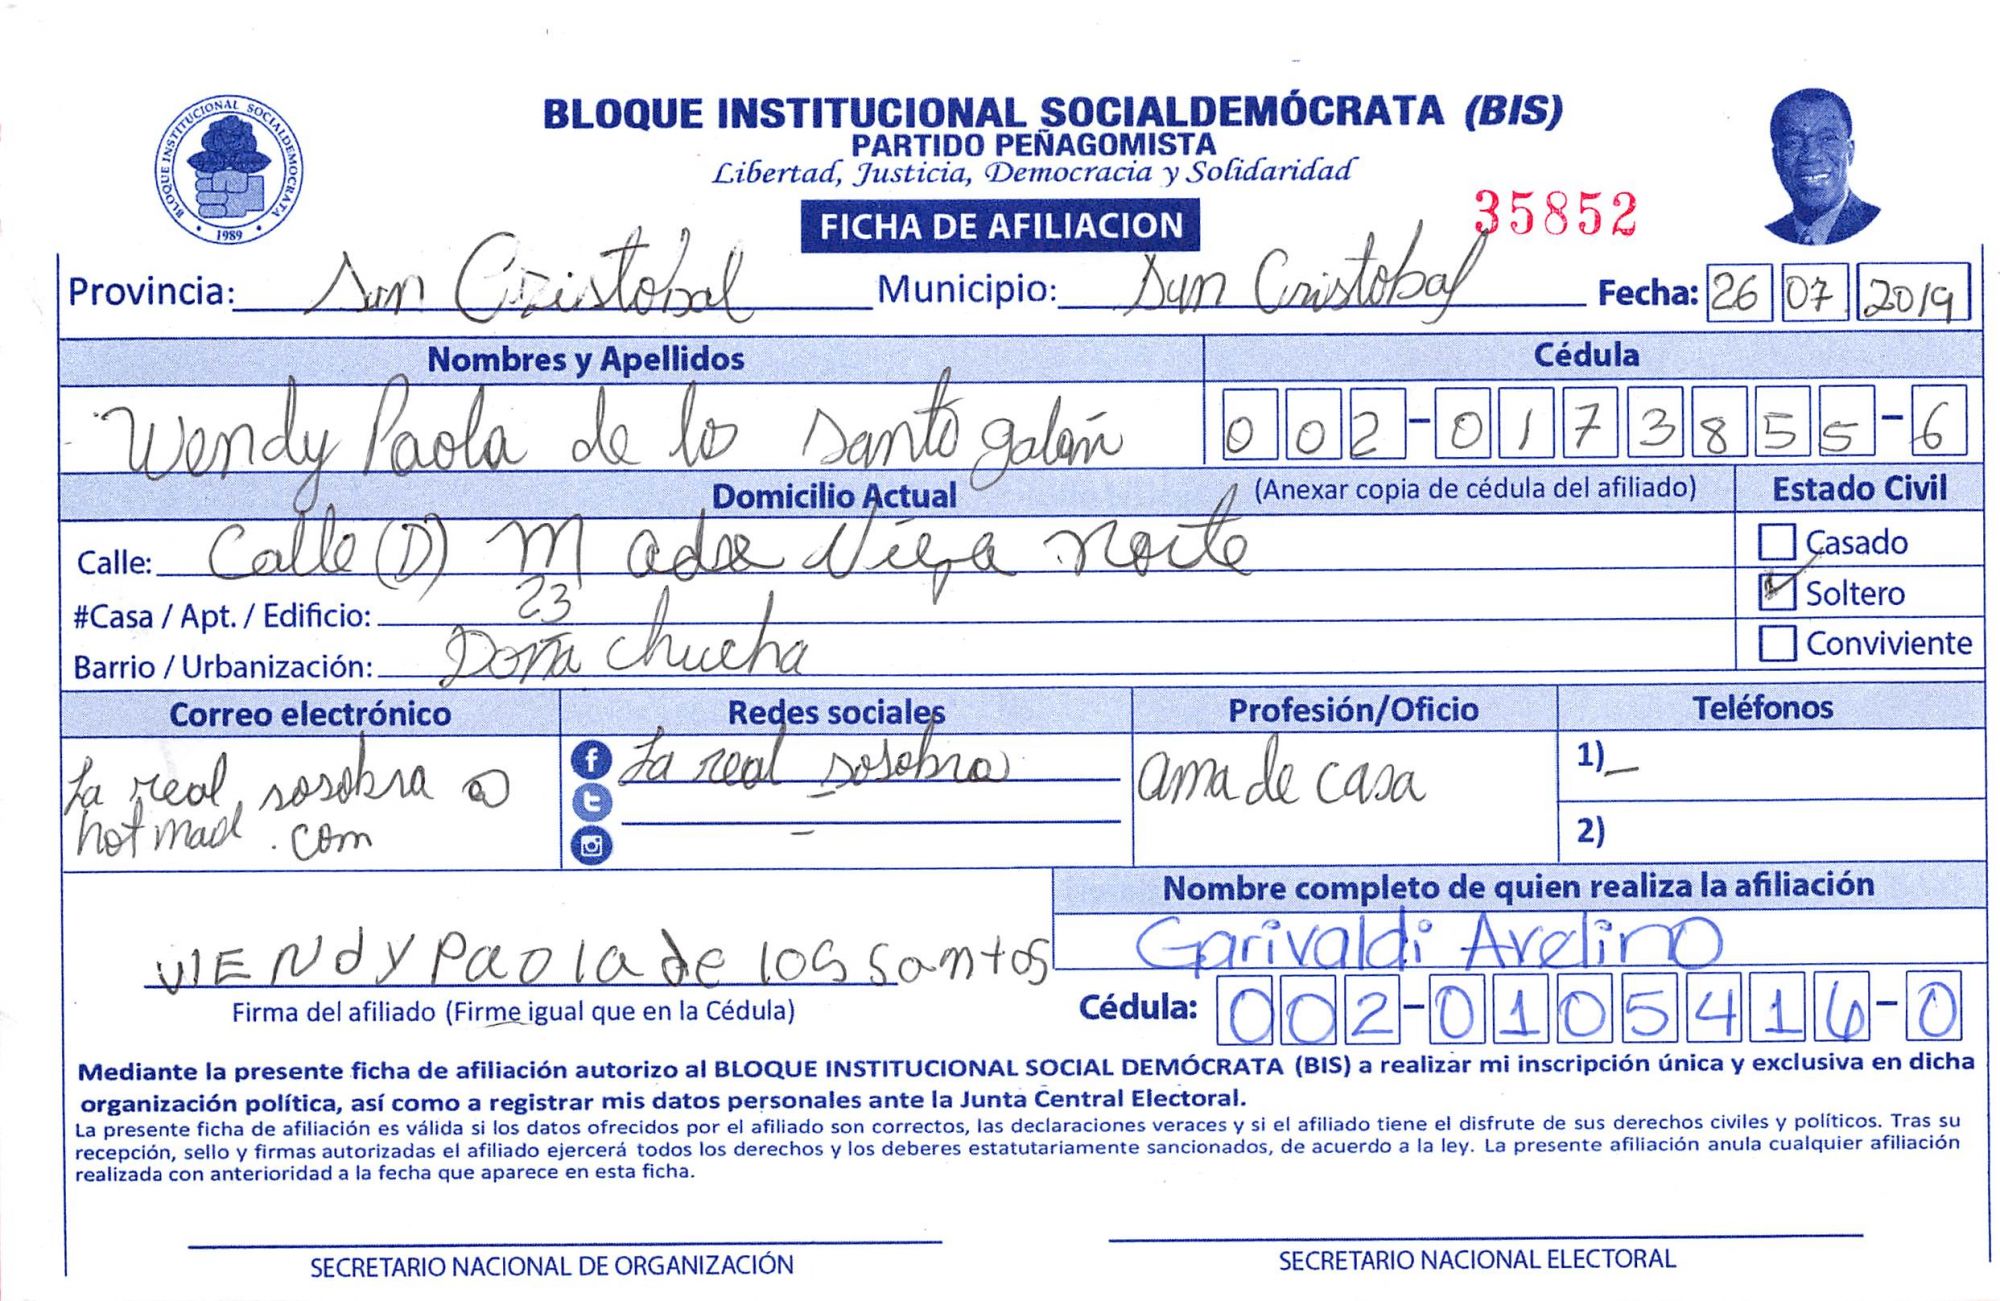 BLOQUE INSTITUCIONAL SOCIALDEMÓCRATA (BIS)
PARTIDO PEÑAGOMISTA
Libertad, Justicia, Democracia y Solidaridad
BLOQUE INSTITUCIONAL SOCIALDEMOCRATA
1989
FICHA DE AFILIACION
35852
Provincia: San Cristobal Municipio: San Cristobal Fecha: 26 07 2019
Nombres y Apellidos Cédula
Wendy Paola de lo santo galán 002-0173855-6
Domicilio Actual (Anexar copia de cédula del afiliado) Estado Civil
Calle: Calle (D) Madre Vieja Norte Casado
#Casa / Apt. / Edificio: 23 Soltero
Barrio / Urbanización: Doña Chucha Conviviente
Correo electrónico Redes sociales Profesión/Oficio Teléfonos
La real sosobra @ La real sosobra ama de casa 1) –
hotmail .com 2)
Nombre completo de quien realiza la afiliación
WENdy PaolA de los santos Garivaldi Avelino
Firma del afiliado (Firme igual que en la Cédula) Cédula: 002-0105416-0
Mediante la presente ficha de afiliación autorizo al BLOQUE INSTITUCIONAL SOCIAL DEMÓCRATA (BIS) a realizar mi inscripción única y exclusiva en dicha
organización política, así como a registrar mis datos personales ante la Junta Central Electoral.
La presente ficha de afiliación es válida si los datos ofrecidos por el afiliado son correctos, las declaraciones veraces y si el afiliado tiene el disfrute de sus derechos civiles y políticos. Tras su
recepción, sello y firmas autorizadas el afiliado ejercerá todos los derechos y los deberes estatutariamente sancionados, de acuerdo a la ley. La presente afiliación anula cualquier afiliación
realizada con anterioridad a la fecha que aparece en esta ficha.
SECRETARIO NACIONAL DE ORGANIZACIÓN SECRETARIO NACIONAL ELECTORAL